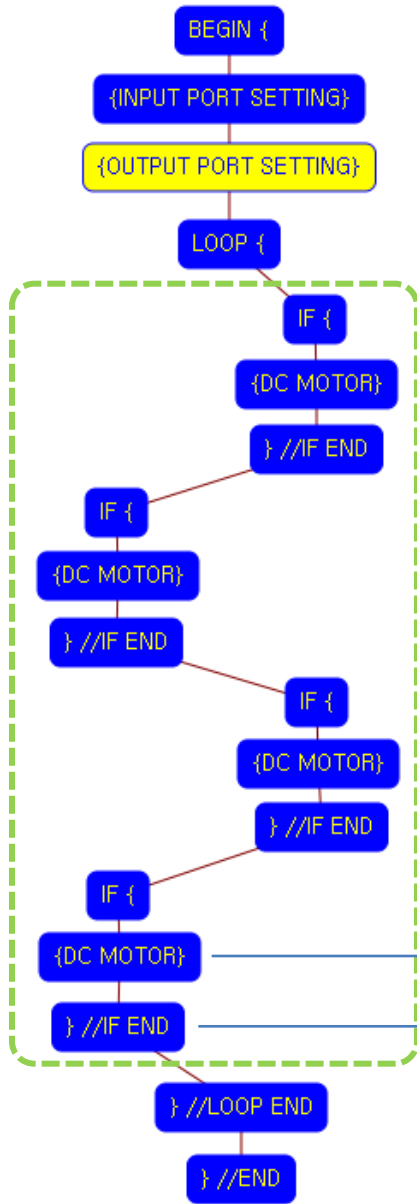 BEGIN {
{INPUT PORT SETTING}
{OUTPUT PORT SETTING}
LOOP {
IF {
{DC MOTOR}
} //IF END
IF {
{DC MOTOR}
} //IF END
IF {
{DC MOTOR}
} //IF END
IF {
{DC MOTOR}
} //IF END
} //LOOP END
} //END